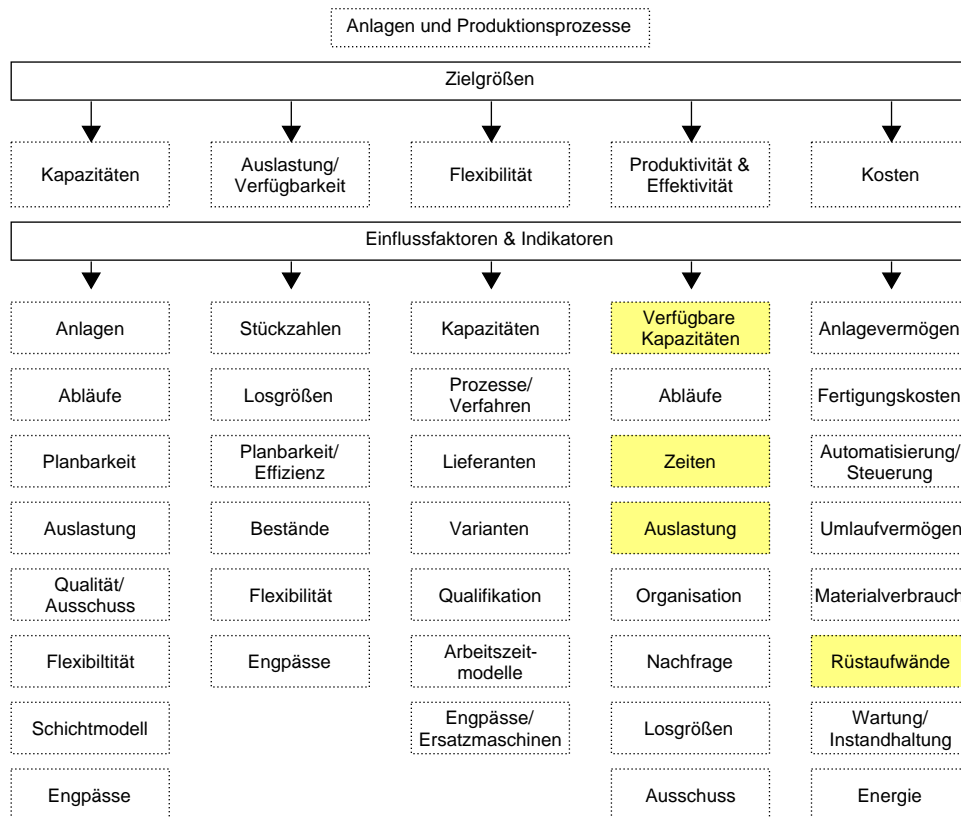 Anlagen und Produktionsprozesse
Zielgrößen
Kapazitäten
Auslastung/
Verfügbarkeit
Flexibilität
Produktivität &
Effektivität
Kosten
Einflussfaktoren & Indikatoren
Anlagen
Stückzahlen
Kapazitäten
Verfügbare
Kapazitäten
Anlagevermögen
Abläufe
Losgrößen
Prozesse/
Verfahren
Abläufe
Fertigungskosten
Planbarkeit
Planbarkeit/
Effizienz
Lieferanten
Zeiten
Automatisierung/
Steuerung
Auslastung
Bestände
Varianten
Auslastung
Umlaufvermögen
Qualität/
Ausschuss
Flexibilität
Qualifikation
Organisation
Materialverbrauch
Flexibiltität
Engpässe
Arbeitszeit-
modelle
Nachfrage
Rüstaufwände
Schichtmodell
Engpässe/
Ersatzmaschinen
Losgrößen
Wartung/
Instandhaltung
Engpässe
Ausschuss
Energie